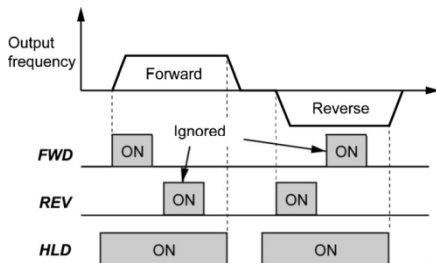 Output
frequency
Forward
Reverse
Ignored
FWD ON ON
REV ON ON
HLD ON ON